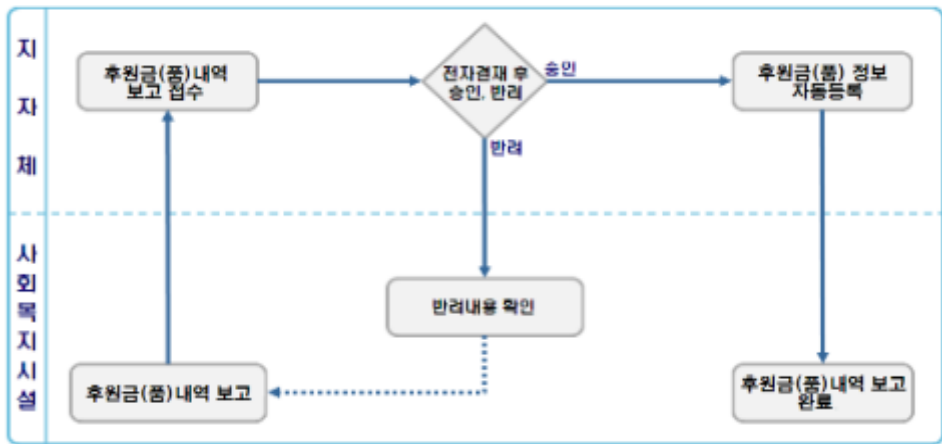 지자체
후원금(품)내역
보고 접수
전자결재 후
승인, 반려
승인
후원금(품) 정보
자동등록
반려
사회복지시설
반려내용 확인
후원금(품)내역 보고
후원금(품)내역 보고
완료